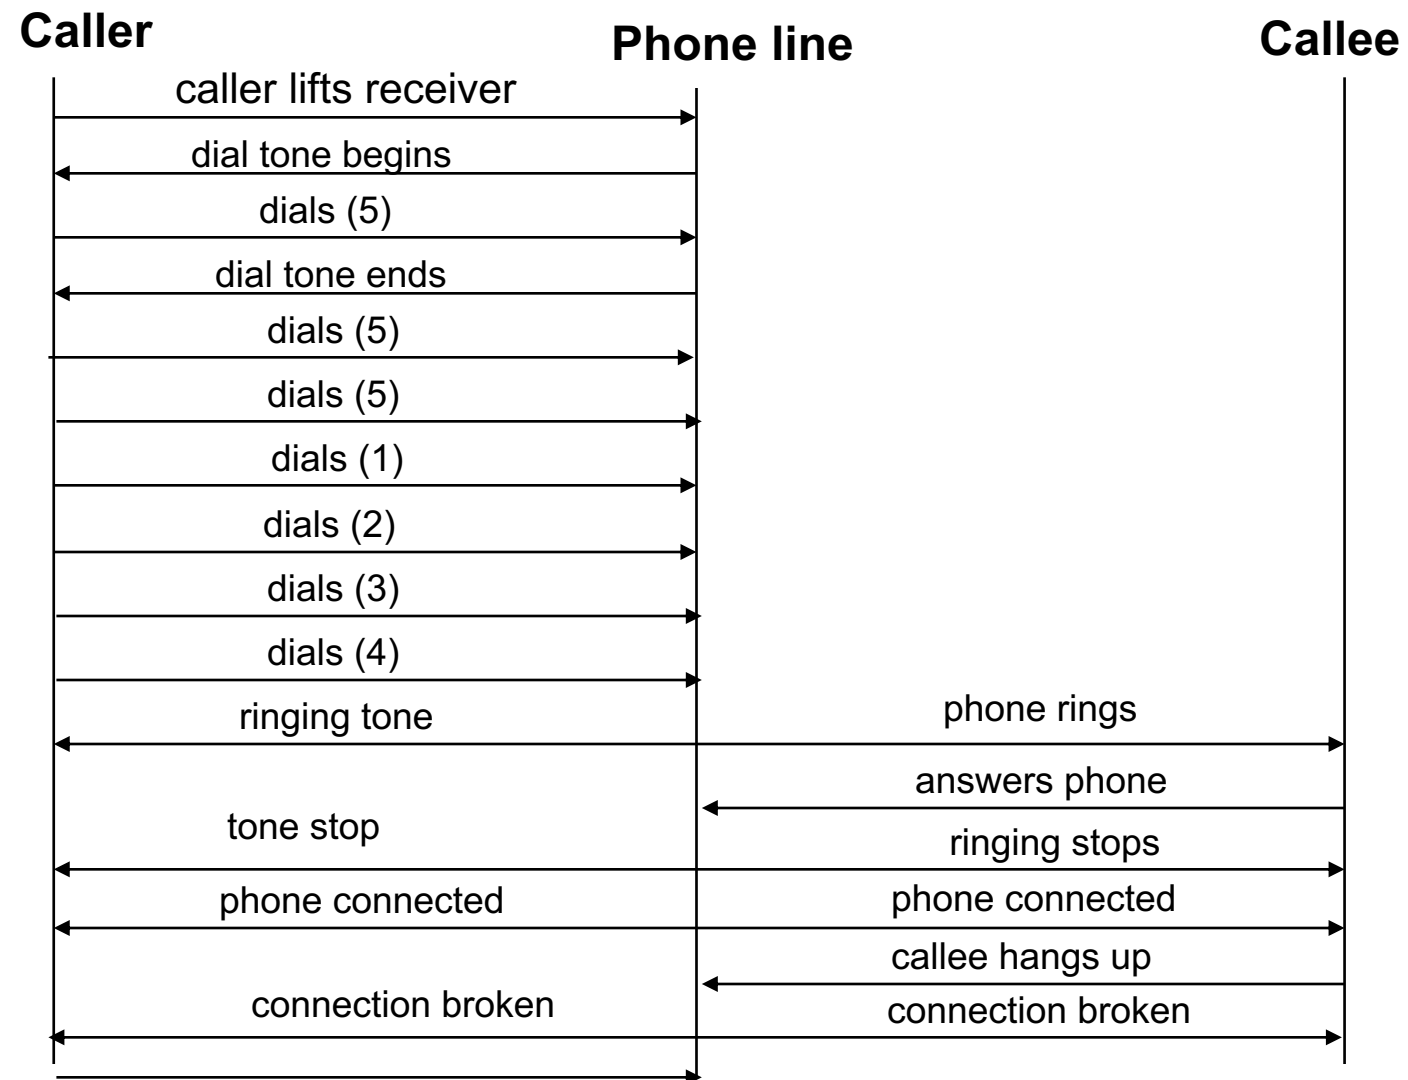 Caller
Phone line
Callee
caller lifts receiver
dial tone begins
dials (5)
dial tone ends
dials (5)
dials (5)
dials (1)
dials (2)
dials (3)
dials (4)
ringing tone
phone rings
answers phone
tone stop
ringing stops
phone connected
phone connected
callee hangs up
connection broken
connection broken